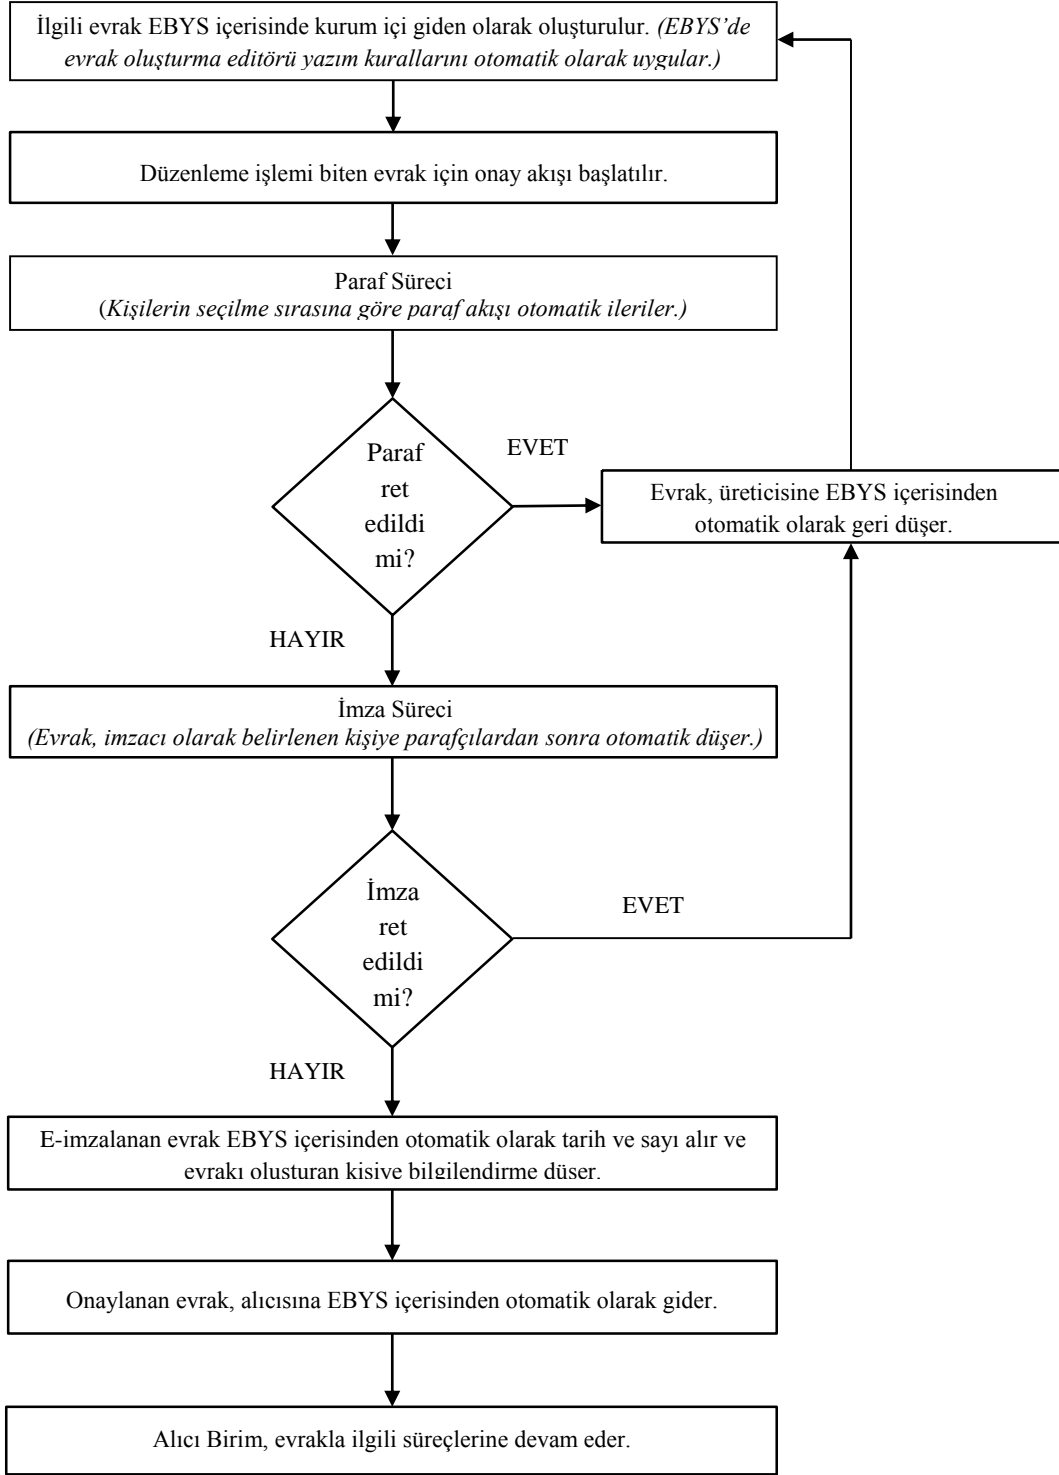 İlgili evrak EBYS içerisinde kurum içi giden olarak oluşturulur. (EBYS’de
evrak oluşturma editörü yazım kurallarını otomatik olarak uygular.)
Düzenleme işlemi biten evrak için onay akışı başlatılır.
Paraf Süreci
(Kişilerin seçilme sırasına göre paraf akışı otomatik ileriler.)
Paraf
ret
edildi
mi?
EVET
Evrak, üreticisine EBYS içerisinden
otomatik olarak geri düşer.
HAYIR
İmza Süreci
(Evrak, imzacı olarak belirlenen kişiye parafçılardan sonra otomatik düşer.)
İmza
ret
edildi
mi?
EVET
HAYIR
E-imzalanan evrak EBYS içerisinden otomatik olarak tarih ve sayı alır ve
evrakı oluşturan kişiye bilgilendirme düşer.
Onaylanan evrak, alıcısına EBYS içerisinden otomatik olarak gider.
Alıcı Birim, evrakla ilgili süreçlerine devam eder.